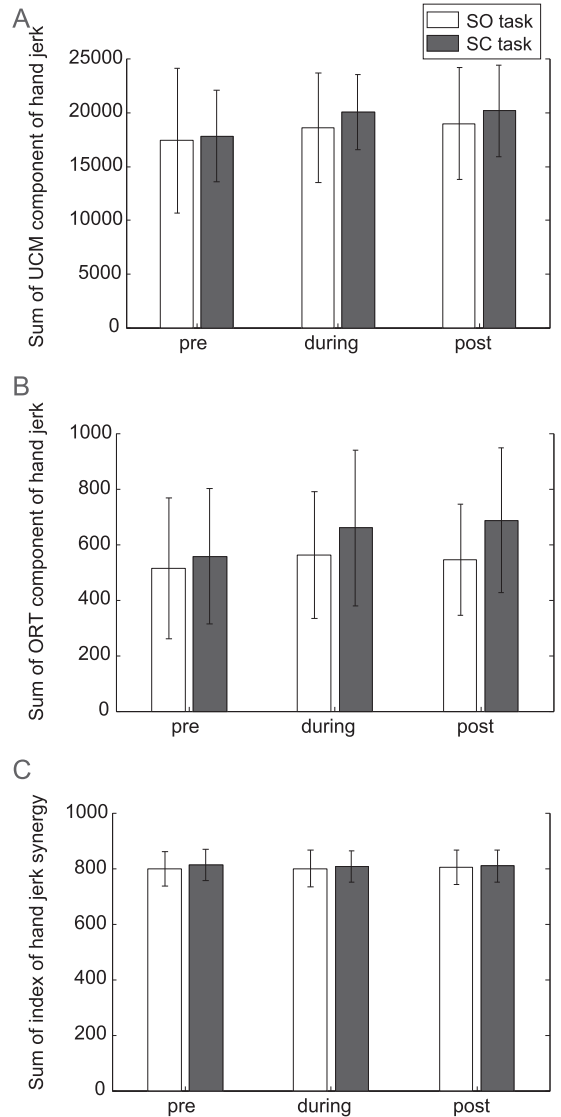 A
SO task
SC task
Sum of UCM component of hand jerk
25000
20000
15000
10000
5000
0
pre during post
B
Sum of ORT component of hand jerk
1000
800
600
400
200
0
pre during post
C
Sum of index of hand jerk synergy
1000
800
600
400
200
0
pre during post